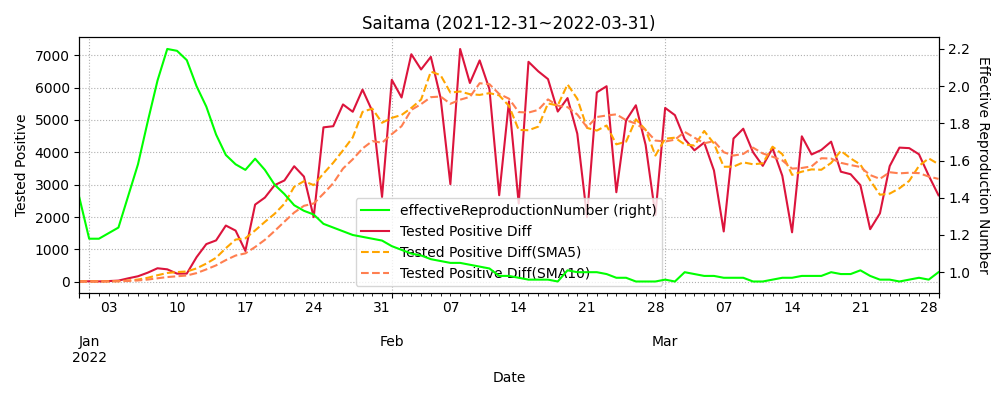 Saitama (2021-12-31~2022-03-31)
Tested Positive
7000
6000
5000
4000
3000
2000
1000
0
2.2
2.0
1.8
1.6
1.4
1.2
1.0
Effective Reproduction Number
effectiveReproductionNumber (right)
Tested Positive Diff
Tested Positive Diff(SMA5)
Tested Positive Diff(SMA10)
03 10 17 24 31 07 14 21 28 07 14 21 28
Jan Feb Mar
2022
Date